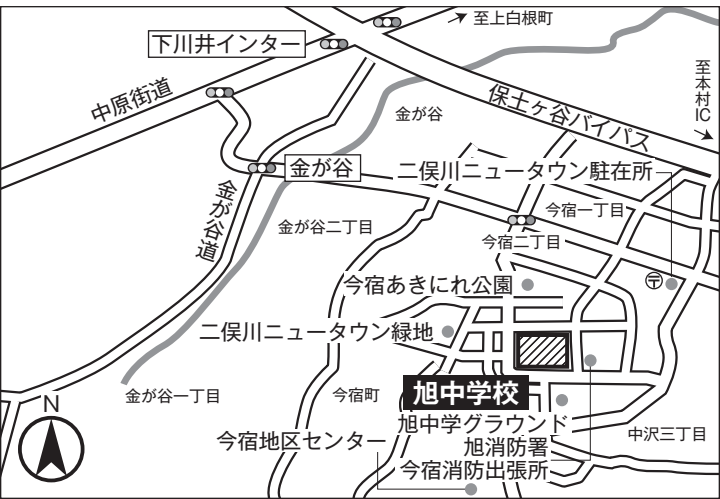 至上白根町
下川井インター
中原街道
保土ヶ谷バイパス
至本村IC
金が谷
金が谷
二俣川ニュータウン駐在所
金が谷道
今宿一丁目
金が谷二丁目
今宿二丁目
今宿あきにれ公園
〒
二俣川ニュータウン緑地
金が谷一丁目
今宿町
旭中学校
旭中学グラウンド
中沢三丁目
今宿地区センター
旭消防署
今宿消防出張所
N